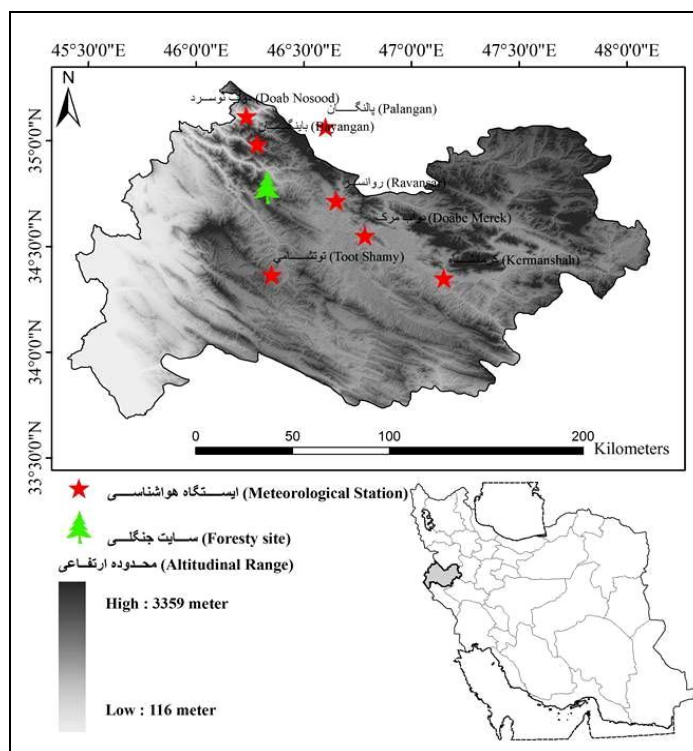 45°30'0"E 46°0'0"E 46°30'0"E 47°0'0"E 47°30'0"E 48°0'0"E
N
(Doab Nosood)
پالنگان (Palangan)
35°0'0"N
روانسر (Ravansar)
دواب مرک (Doabe Merek)
34°30'0"N
توتشامی (Toot Shamy)
کرمانشاه (Kermanshah)
34°0'0"N
0 50 100 200
Kilometers
33°30'0"N
ایستگاه هواشناسی (Meteorological Station)
سایت جنگلی (Foresty site)
محدوده ارتفاعی (Altitudinal Range)
High : 3359 meter
Low : 116 meter